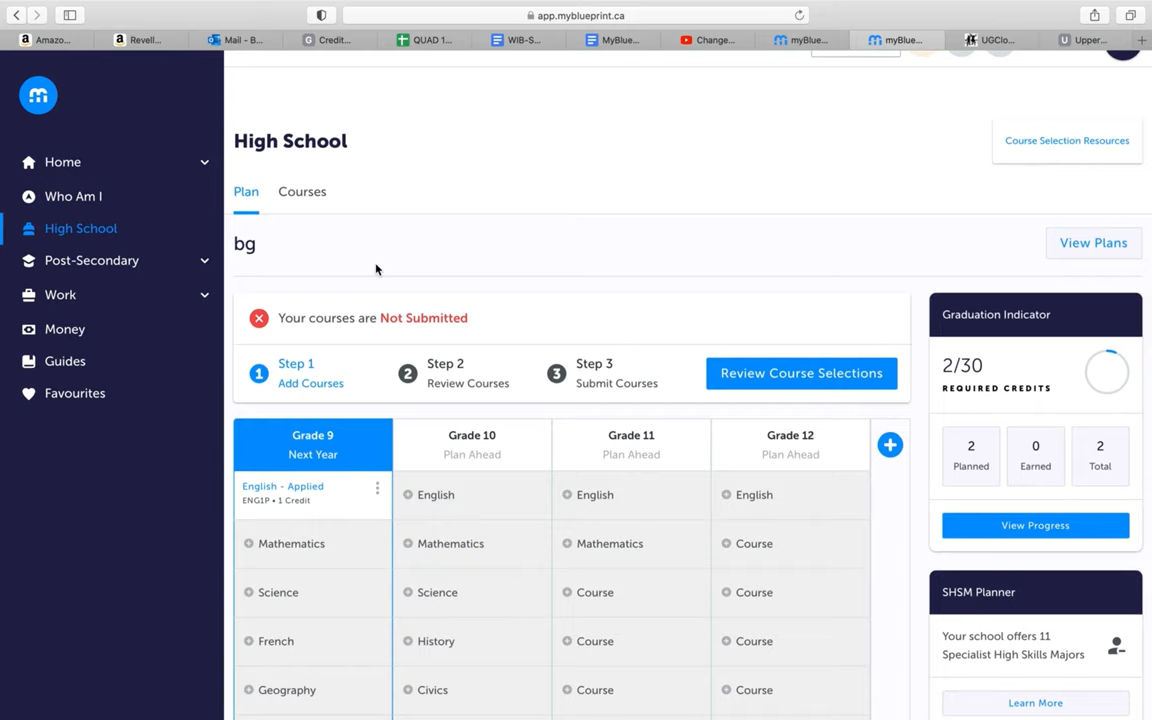 app.myblueprint.ca
Amazo...
Revell...
Mail - B...
Credit...
QUAD 1...
WIB-S...
MyBlue...
Change...
myBlue...
myBlue...
UGClo...
Upper...
m
Home
Who Am I
High School
Post-Secondary
Work
Money
Guides
Favourites
High School
Course Selection Resources
Plan
Courses
bg
View Plans
Your courses are Not Submitted
1 Step 1
Add Courses
2 Step 2
Review Courses
3 Step 3
Submit Courses
Review Course Selections
Graduation Indicator
2/30
REQUIRED CREDITS
2
Planned
0
Earned
2
Total
View Progress
Grade 9
Next Year
Grade 10
Plan Ahead
Grade 11
Plan Ahead
Grade 12
Plan Ahead
English - Applied
ENG1P • 1 Credit
English
English
English
Mathematics
Mathematics
Mathematics
Course
Science
Science
Course
Course
French
History
Course
Course
Geography
Civics
Course
Course
SHSM Planner
Your school offers 11
Specialist High Skills Majors
Learn More